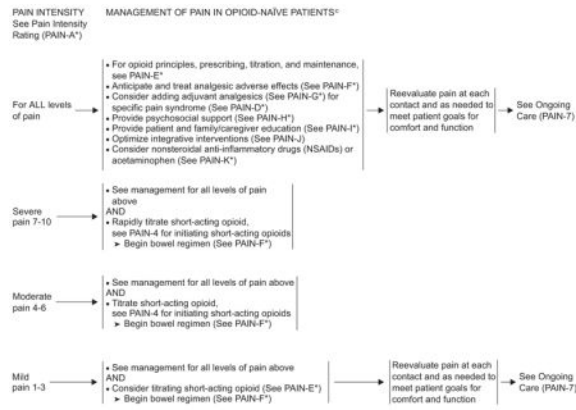 PAIN INTENSITY
See Pain Intensity
Rating (PAIN-A*)
MANAGEMENT OF PAIN IN OPIOID-NAÏVE PATIENTS
For ALL levels
of pain
• For opioid principles, prescribing, titration, and maintenance,
see PAIN-E*
• Anticipate and treat analgesic adverse effects (See PAIN-F*)
• Consider adding adjuvant analgesics (See PAIN-G*) for
specific pain syndrome (See PAIN-D*)
• Provide psychosocial support (See PAIN-H*)
• Provide patient and family/caregiver education (See PAIN-I*)
• Optimize integrative interventions (See PAIN-J)
• Consider nonsteroidal anti-inflammatory drugs (NSAIDs) or
acetaminophen (See PAIN-K*)
Reevaluate pain at each
contact and as needed to
meet patient goals for
comfort and function
See Ongoing
Care (PAIN-7)
Severe
pain 7-10
• See management for all levels of pain
above
AND
• Rapidly titrate short-acting opioid,
see PAIN-4 for initiating short-acting opioids
➤ Begin bowel regimen (See PAIN-F*)
Moderate
pain 4-6
• See management for all levels of pain above
AND
• Titrate short-acting opioid,
see PAIN-4 for initiating short-acting opioids
➤ Begin bowel regimen (See PAIN-F*)
Mild
pain 1-3
• See management for all levels of pain above
AND
• Consider titrating short-acting opioid (See PAIN-E*)
➤ Begin bowel regimen (See PAIN-F*)
Reevaluate pain at each
contact and as needed to
meet patient goals for
comfort and function
See Ongoing
Care (PAIN-7)